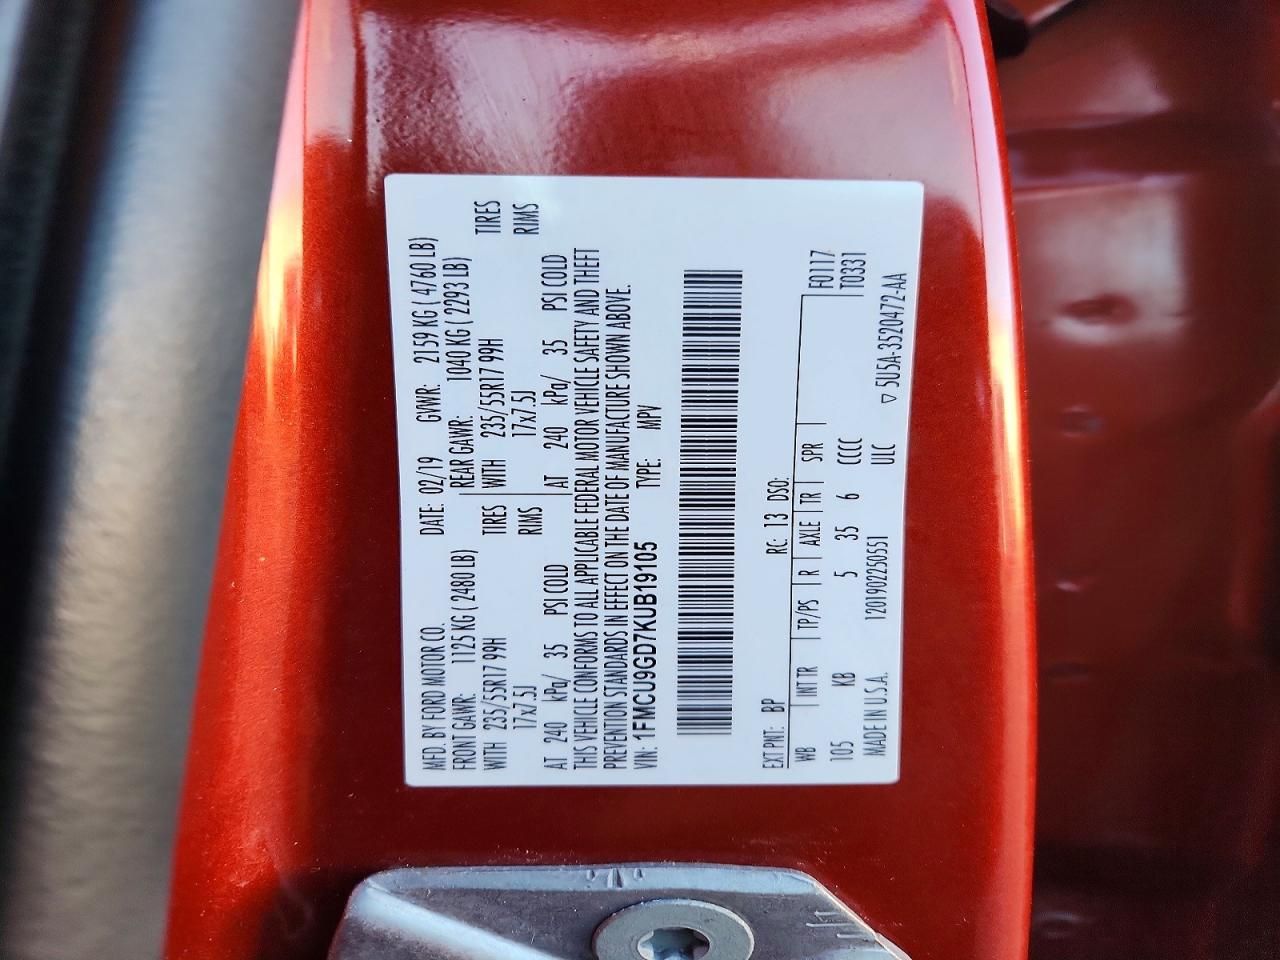 MFD. BY FORD MOTOR CO. DATE: 02/19 GVWR: 2159 KG ( 4760 LB)
FRONT GAWR: 1125 KG ( 2480 LB) REAR GAWR: 1040 KG ( 2293 LB)
WITH 235/55R17 99H TIRES WITH 235/55R17 99H TIRES
17x7.5J RIMS 17x7.5J RIMS
AT 240 kPa/ 35 PSI COLD AT 240 kPa/ 35 PSI COLD
THIS VEHICLE CONFORMS TO ALL APPLICABLE FEDERAL MOTOR VEHICLE SAFETY AND THEFT
PREVENTION STANDARDS IN EFFECT ON THE DATE OF MANUFACTURE SHOWN ABOVE.
VIN: 1FMCU9GD7KUB19105 TYPE: MPV
EXT PNT: BP RC: 13 DSO:
WB INT TR TP/PS R AXLE TR SPR F0117
105 KB 5 35 6 CCCC T0331
MADE IN U.S.A. 120190225055​1 ULC ▽ 5U5A-3520472-AA